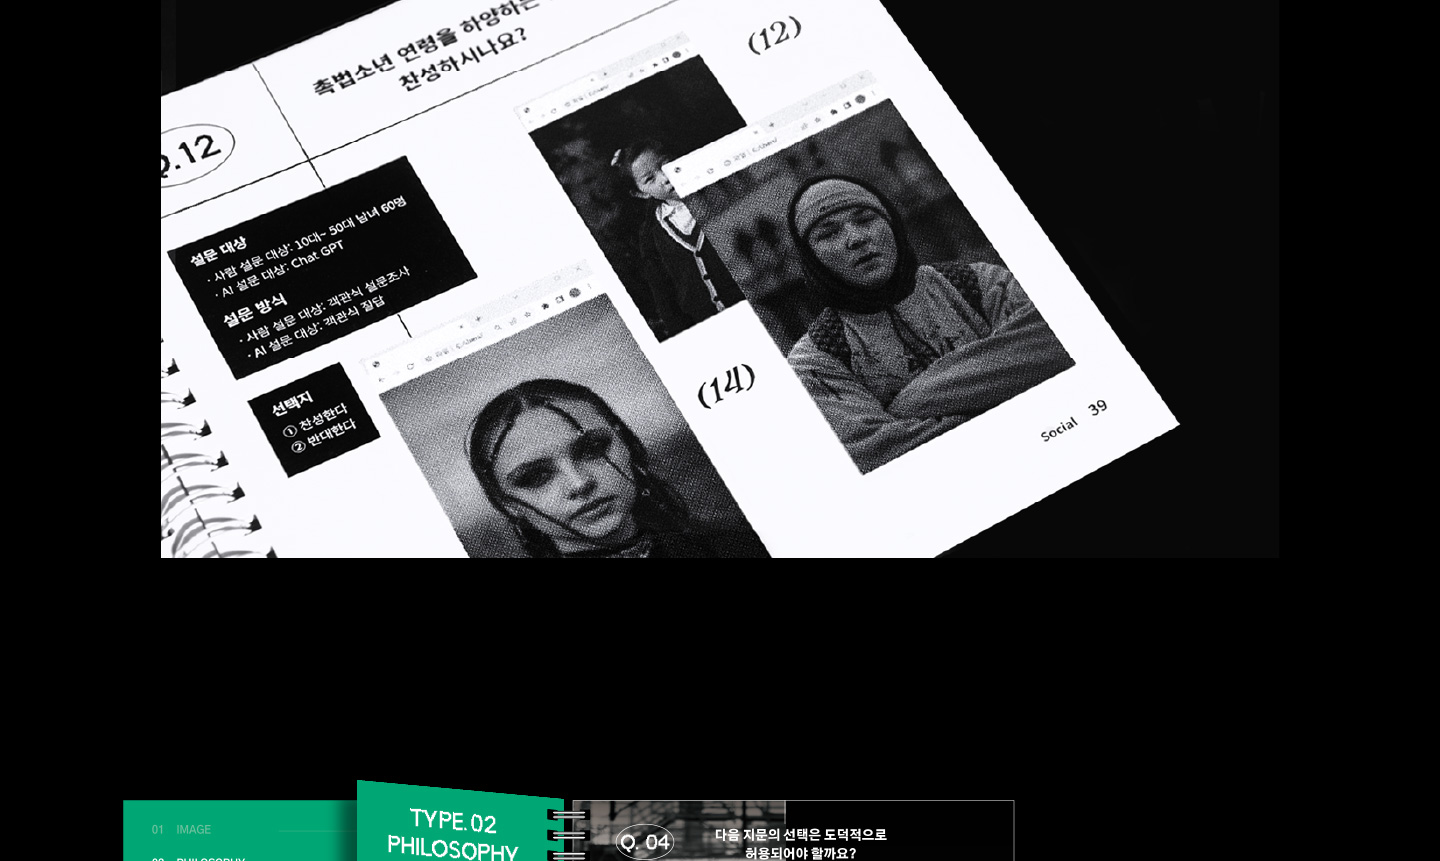 촉법소년 연령을 하양하는
찬성하시나요?
Q.12
(12)
설문 대상
· 사람 설문 대상: 10대~ 50대 남녀 60명
· AI 설문 대상: Chat GPT
설문 방식
· 사람 설문 대상: 객관식 설문조사
· AI 설문 대상: 객관식 질답
선택지
① 찬성한다
② 반대한다
(14)
Social 39
01 IMAGE
02 PHILOSOPHY
TYPE.02
PHILOSOPHY
Q. 04
다음 지문의 선택은 도덕적으로
허용되어야 할까요?